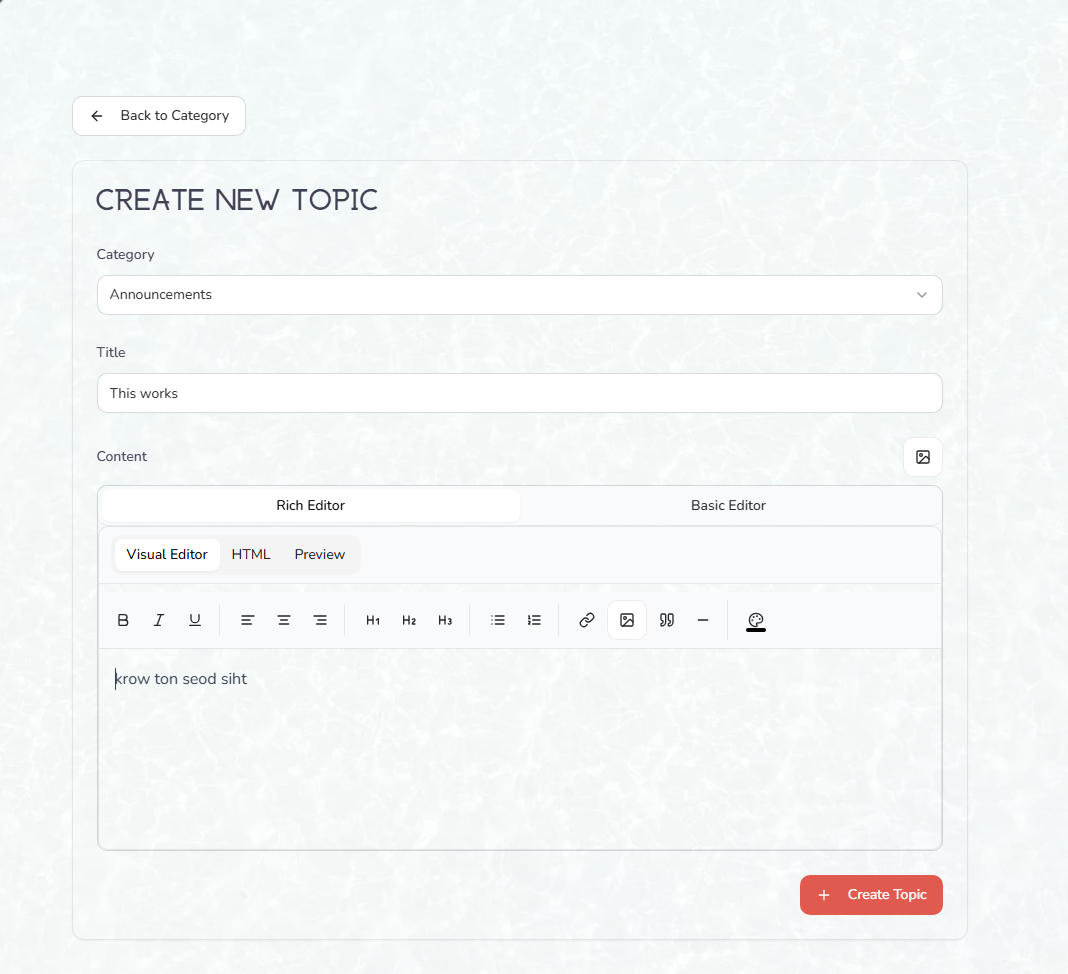 Back to Category
CREATE NEW TOPIC
Category
Announcements
Title
This works
Content
Rich Editor Basic Editor
Visual Editor HTML Preview
B I U H1 H2 H3
krow ton seod siht
+ Create Topic